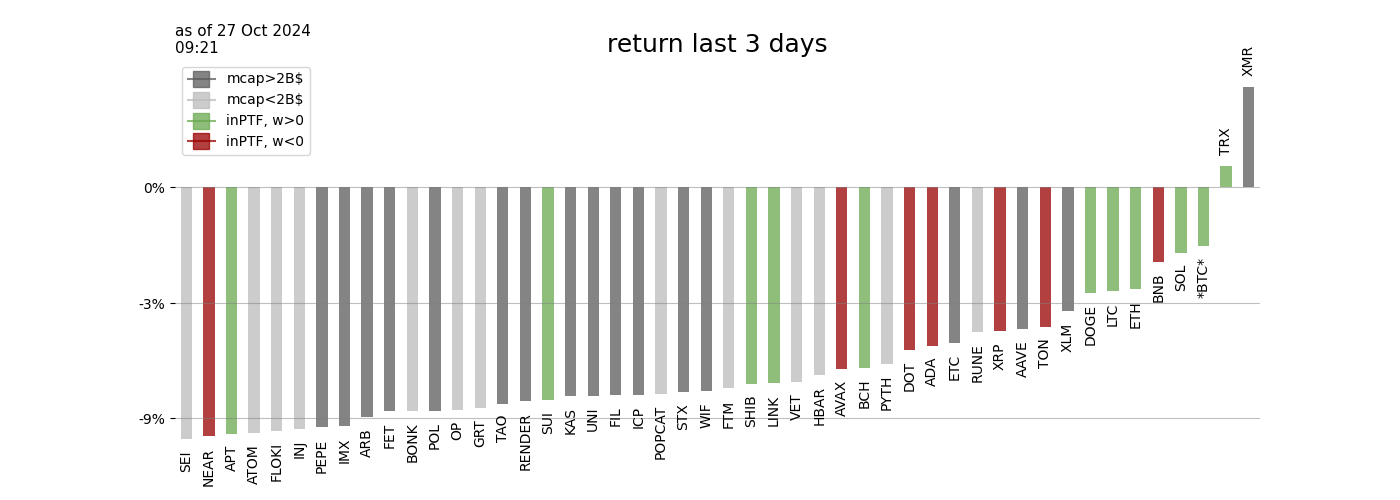 as of 27 Oct 2024
09:21
return last 3 days
mcap>2B$
mcap<2B$
inPTF, w>0
inPTF, w<0
0%
-3%
-9%
SEI
NEAR
APT
ATOM
FLOKI
INJ
PEPE
IMX
ARB
FET
BONK
POL
OP
GRT
TAO
RENDER
SUI
KAS
UNI
FIL
ICP
POPCAT
STX
WIF
FTM
SHIB
LINK
VET
HBAR
AVAX
BCH
PYTH
DOT
ADA
ETC
RUNE
XRP
AAVE
TON
XLM
DOGE
LTC
ETH
BNB
SOL
*BTC*
TRX
XMR